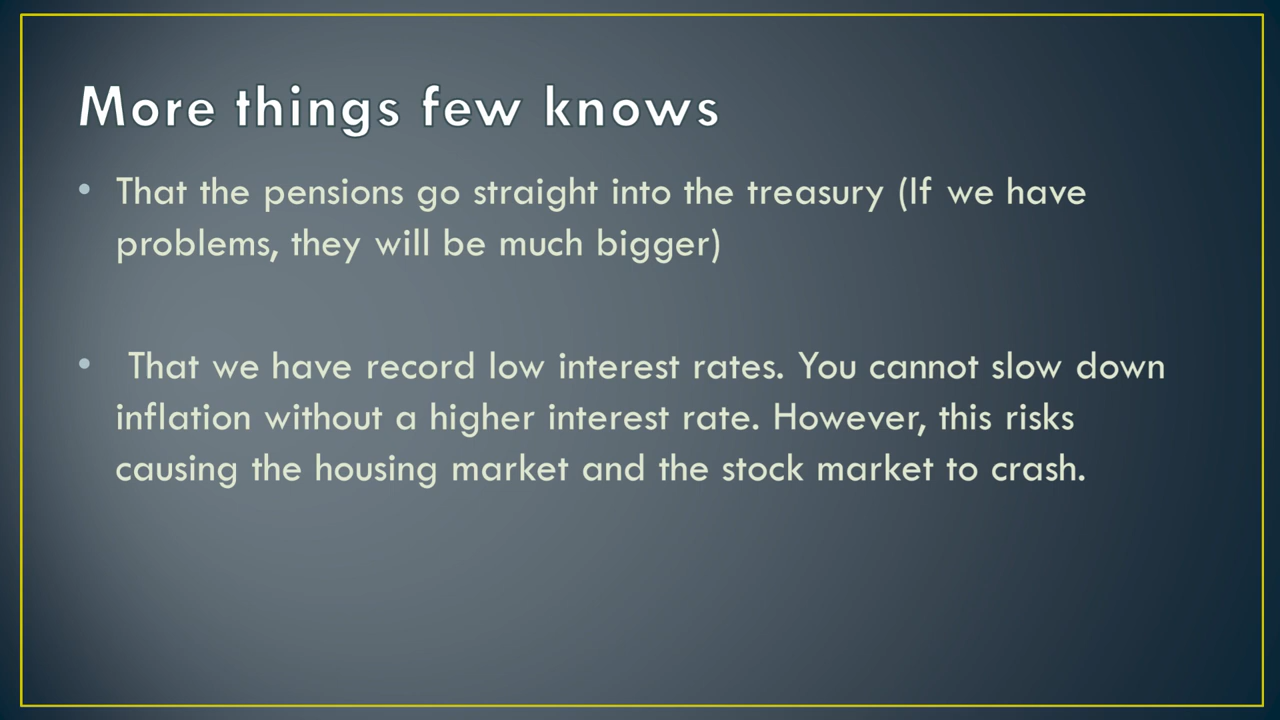 More things few knows
• That the pensions go straight into the treasury (If we have
problems, they will be much bigger)
• That we have record low interest rates. You cannot slow down
inflation without a higher interest rate. However, this risks
causing the housing market and the stock market to crash.